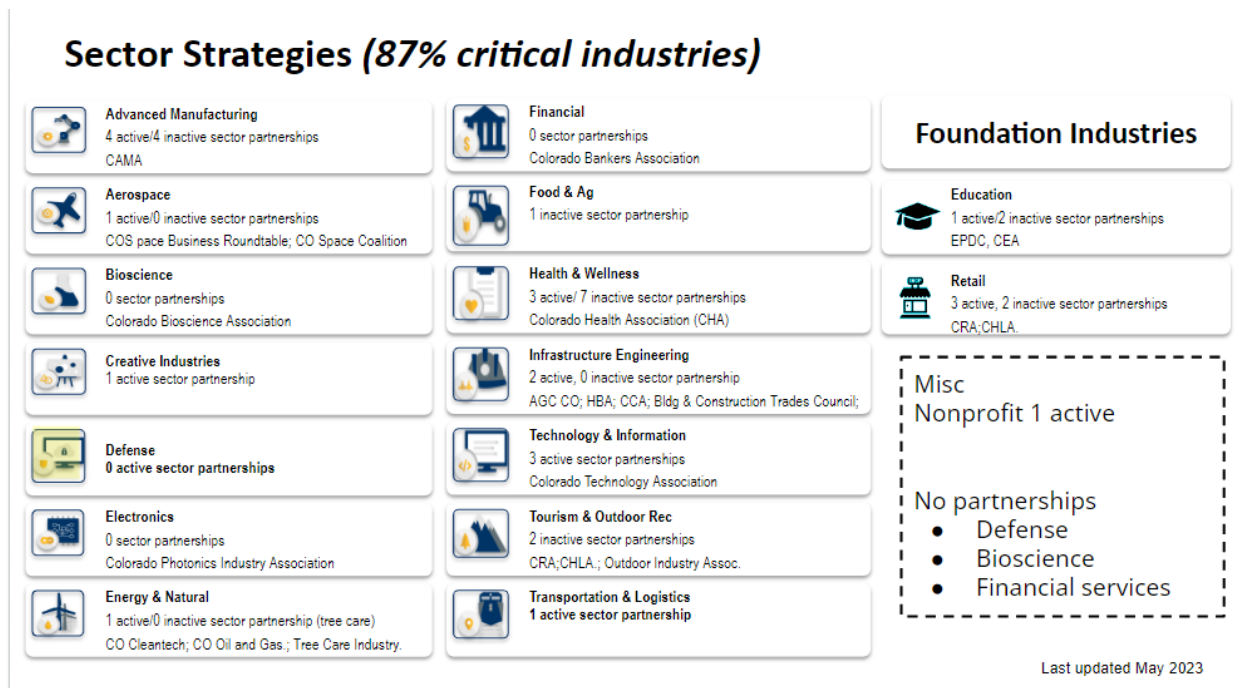 Sector Strategies (87% critical industries)
Advanced Manufacturing
4 active/4 inactive sector partnerships
CAMA
Aerospace
1 active/0 inactive sector partnerships
COS pace Business Roundtable; CO Space Coalition
Bioscience
0 sector partnerships
Colorado Bioscience Association
Creative Industries
1 active sector partnership
Defense
0 active sector partnerships
Electronics
0 sector partnerships
Colorado Photonics Industry Association
Energy & Natural
1 active/0 inactive sector partnership (tree care)
CO Cleantech; CO Oil and Gas.; Tree Care Industry.
Financial
0 sector partnerships
Colorado Bankers Association
Food & Ag
1 inactive sector partnership
Health & Wellness
3 active/ 7 inactive sector partnerships
Colorado Health Association (CHA)
Infrastructure Engineering
2 active, 0 inactive sector partnership
AGC CO; HBA; CCA; Bldg & Construction Trades Council;
Technology & Information
3 active sector partnerships
Colorado Technology Association
Tourism & Outdoor Rec
2 inactive sector partnerships
CRA;CHLA.; Outdoor Industry Assoc.
Transportation & Logistics
1 active sector partnership
Foundation Industries
Education
1 active/2 inactive sector partnerships
EPDC, CEA
Retail
3 active, 2 inactive sector partnerships
CRA;CHLA.
Misc
Nonprofit 1 active
No partnerships
● Defense
● Bioscience
● Financial services
Last updated May 2023